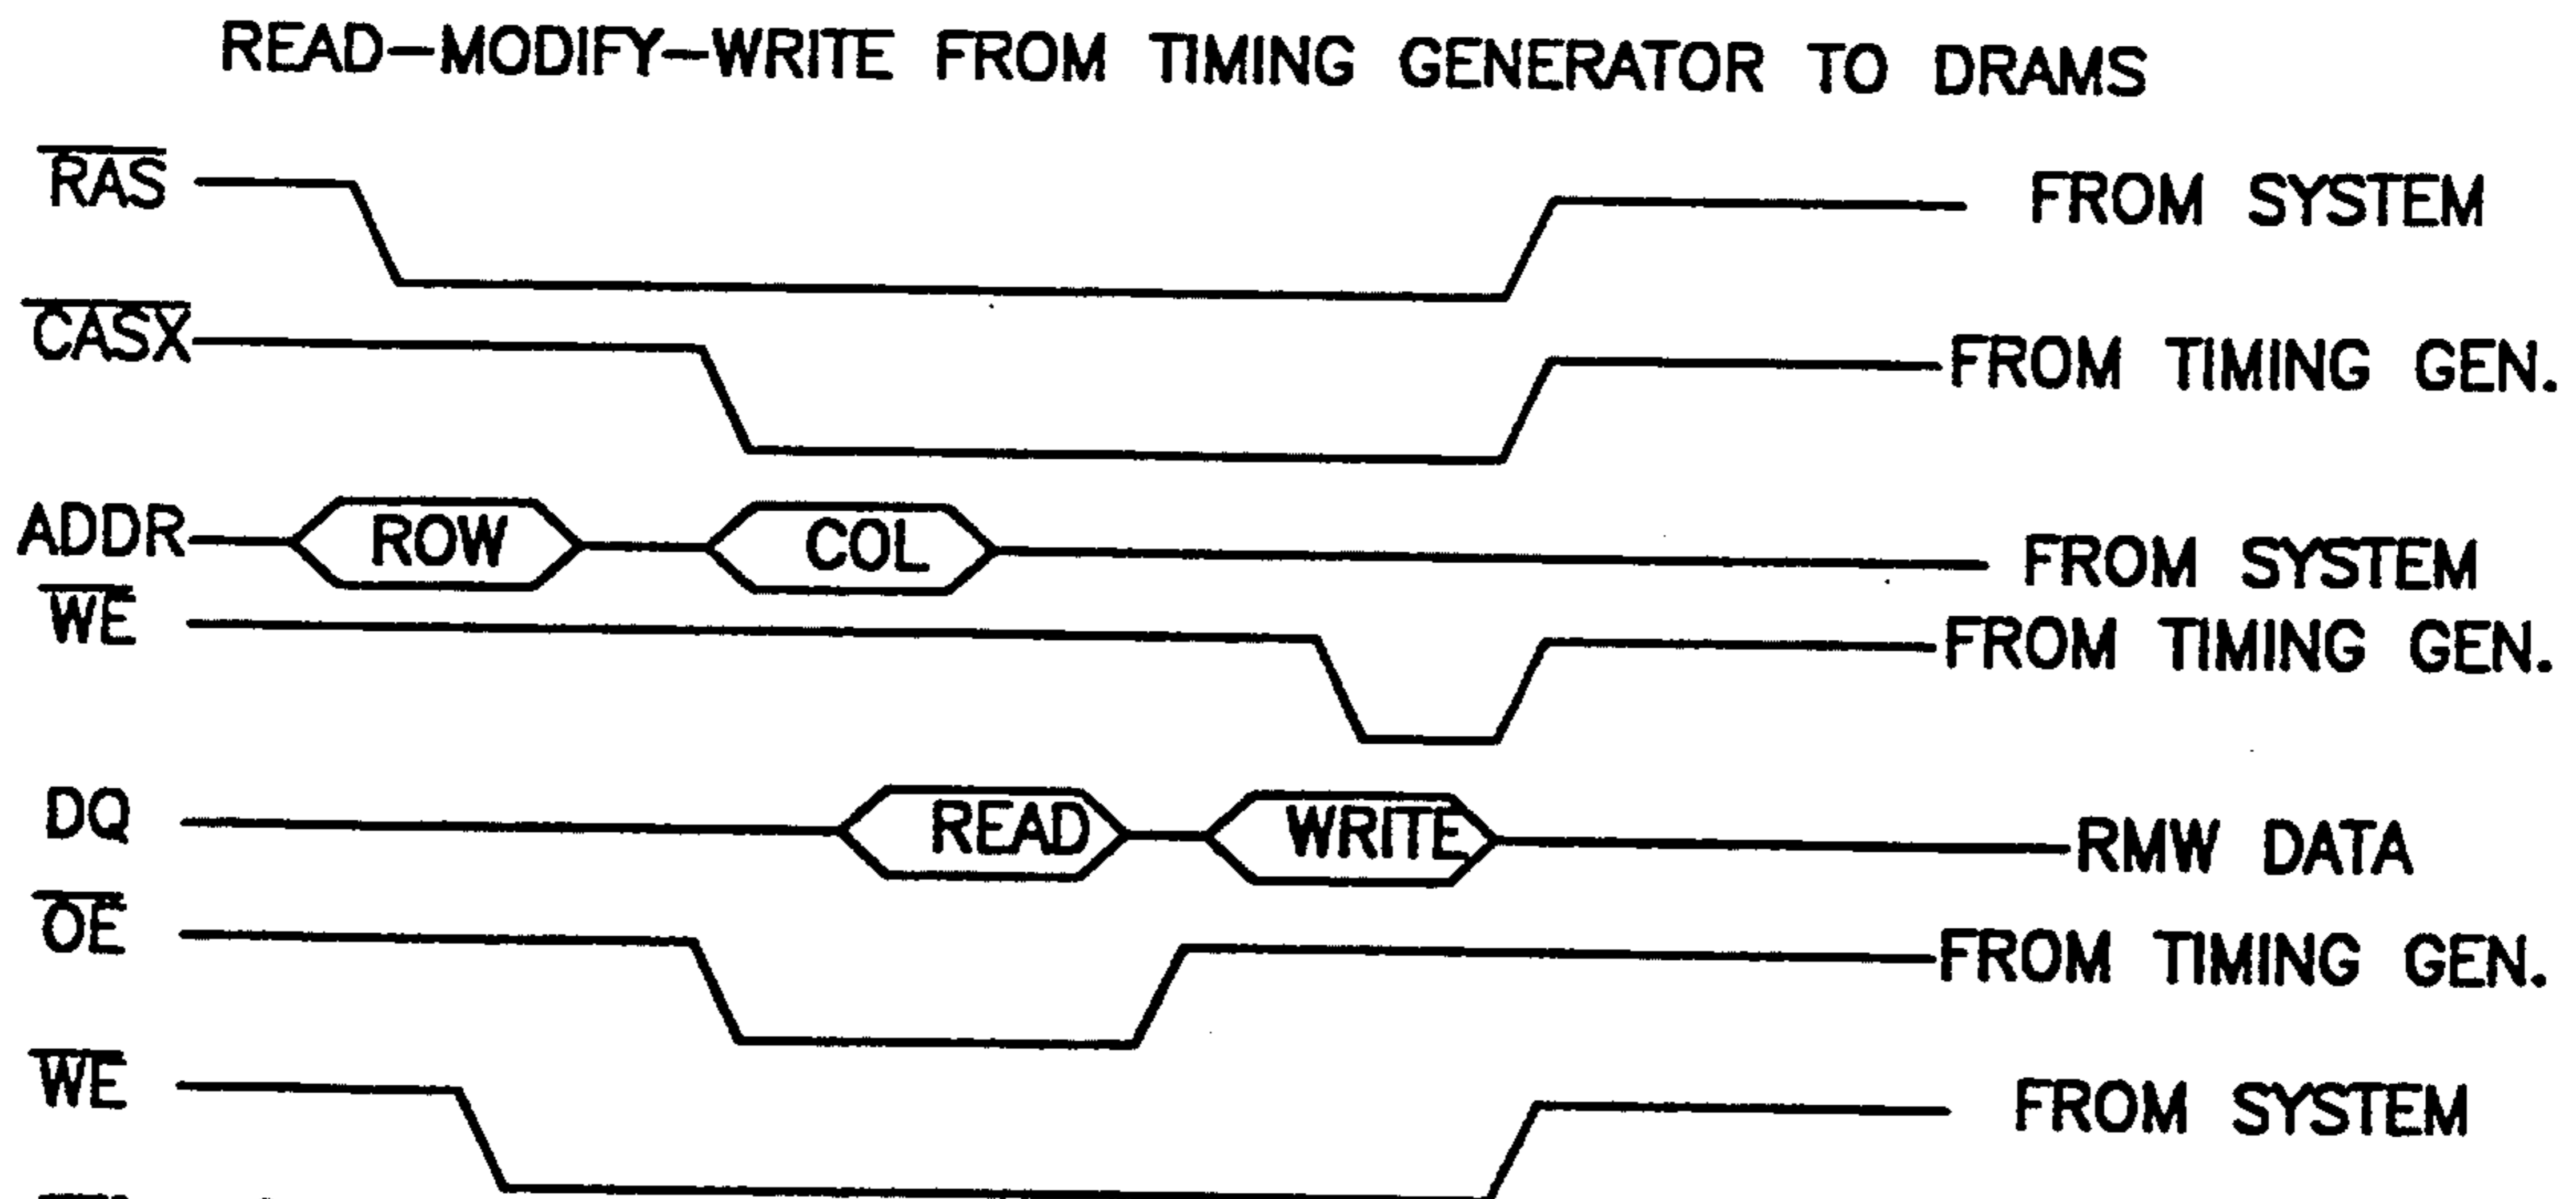 READ-MODIFY-WRITE FROM TIMING GENERATOR TO DRAMS
RAS FROM SYSTEM
CASX FROM TIMING GEN.
ADDR ROW COL FROM SYSTEM
WE FROM TIMING GEN.
DQ READ WRITE RMW DATA
OE FROM TIMING GEN.
WE FROM SYSTEM